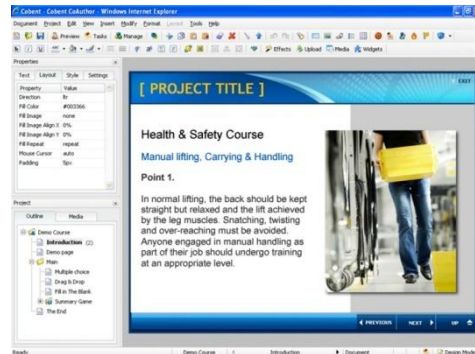 Cobent - Cobent CoAuthor - Windows Internet Explorer
Document Project Edit View Insert Modify Format Layout Tools Help
Preview Tasks Manage
Effects Upload Media Widgets
Properties
Text Layout Style Settings
Property Value
Direction ltr
Fill Color #003366
Fill Image none
Fill Image Align X 0%
Fill Image Align Y 0%
Fill Repeat repeat
Mouse Cursor auto
Padding 5px
Project
Outline Media
Demo Course
Introduction (2)
Demo page
Main
Multiple choice
Drag & Drop
Fill in The Blank
Summary Game
The End
EXIT
[ PROJECT TITLE ]
Health & Safety Course
Manual lifting, Carrying & Handling
Point 1.
In normal lifting, the back should be kept
straight but relaxed and the lift achieved
by the leg muscles. Snatching, twisting
and over-reaching must be avoided.
Anyone engaged in manual handling as
part of their job should undergo training
at an appropriate level.
PREVIOUS NEXT UP
Ready Demo Course Introduction Document Design Mode